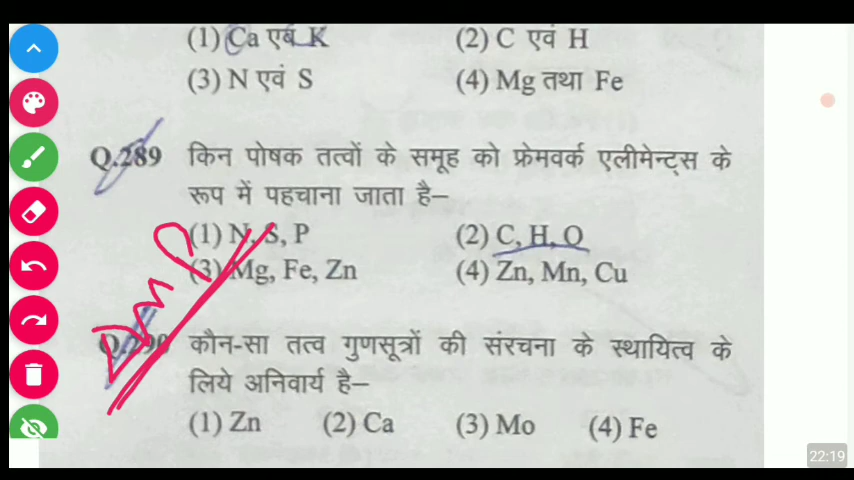 (1) Ca एवं K (2) C एवं H
(3) N एवं S (4) Mg तथा Fe
Q.289 किन पोषक तत्वों के समूह को फ्रेमवर्क एलीमेन्ट्स के
रूप में पहचाना जाता है–
(1) N, S, P (2) C, H, O
(3) Mg, Fe, Zn (4) Zn, Mn, Cu
Q.290 कौन-सा तत्व गुणसूत्रों की संरचना के स्थायित्व के
लिये अनिवार्य है–
(1) Zn (2) Ca (3) Mo (4) Fe
22:19